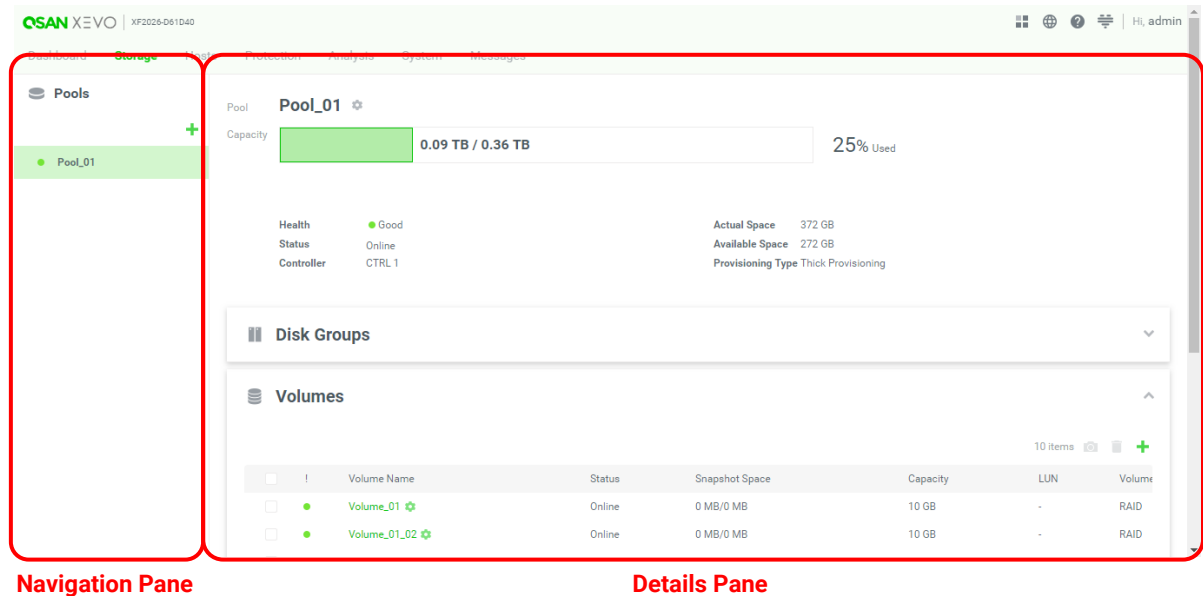 QSAN XEVO XF2026-D61D40 Hi, admin
Dashboard Storage Hosts Protection Analysis System Messages
Pools
Pool_01
Pool Pool_01
Capacity 0.09 TB / 0.36 TB 25% Used
Health Good Actual Space 372 GB
Status Online Available Space 272 GB
Controller CTRL 1 Provisioning Type Thick Provisioning
Disk Groups
Volumes
10 items
! Volume Name Status Snapshot Space Capacity LUN Volume
Volume_01 Online 0 MB/0 MB 10 GB - RAID
Volume_01_02 Online 0 MB/0 MB 10 GB - RAID
Navigation Pane Details Pane